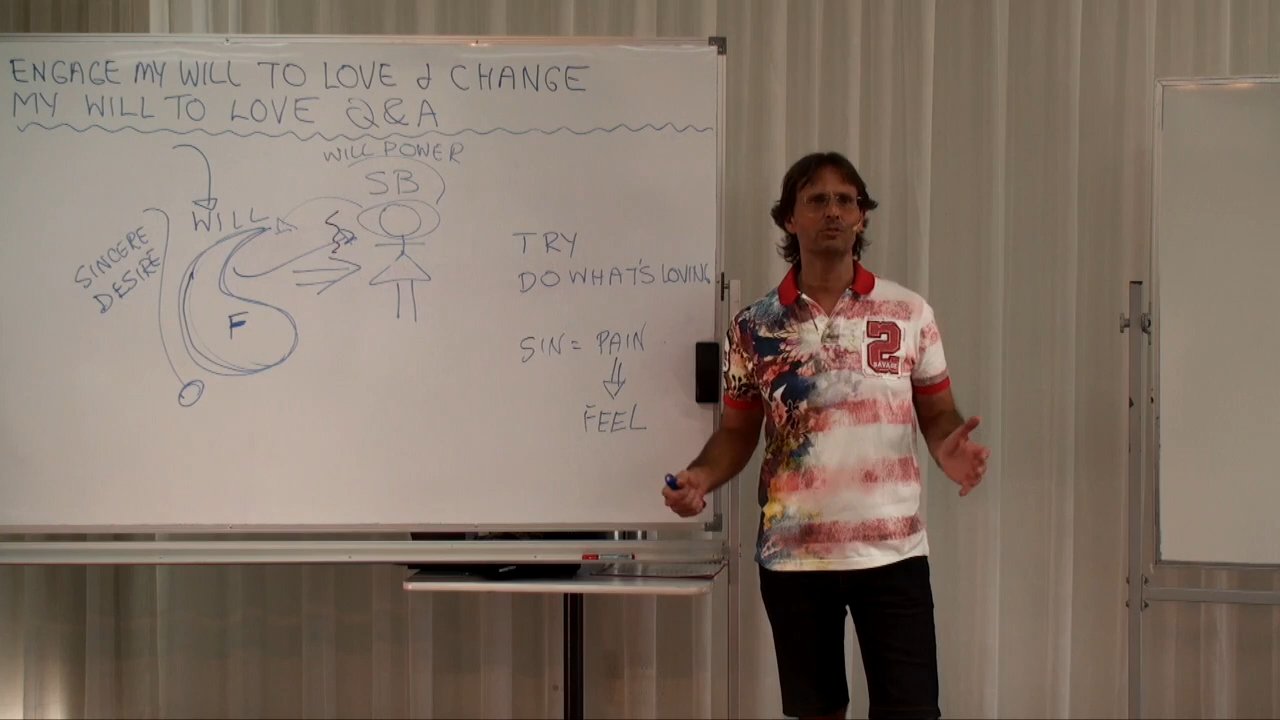 ENGAGE MY WILL TO LOVE & CHANGE
MY WILL TO LOVE Q&A
WILL POWER
SB
WILL
SINCERE
DESIRE
F
TRY
DO WHAT'S LOVING
SIN = PAIN
FEEL
2
SAVAGE